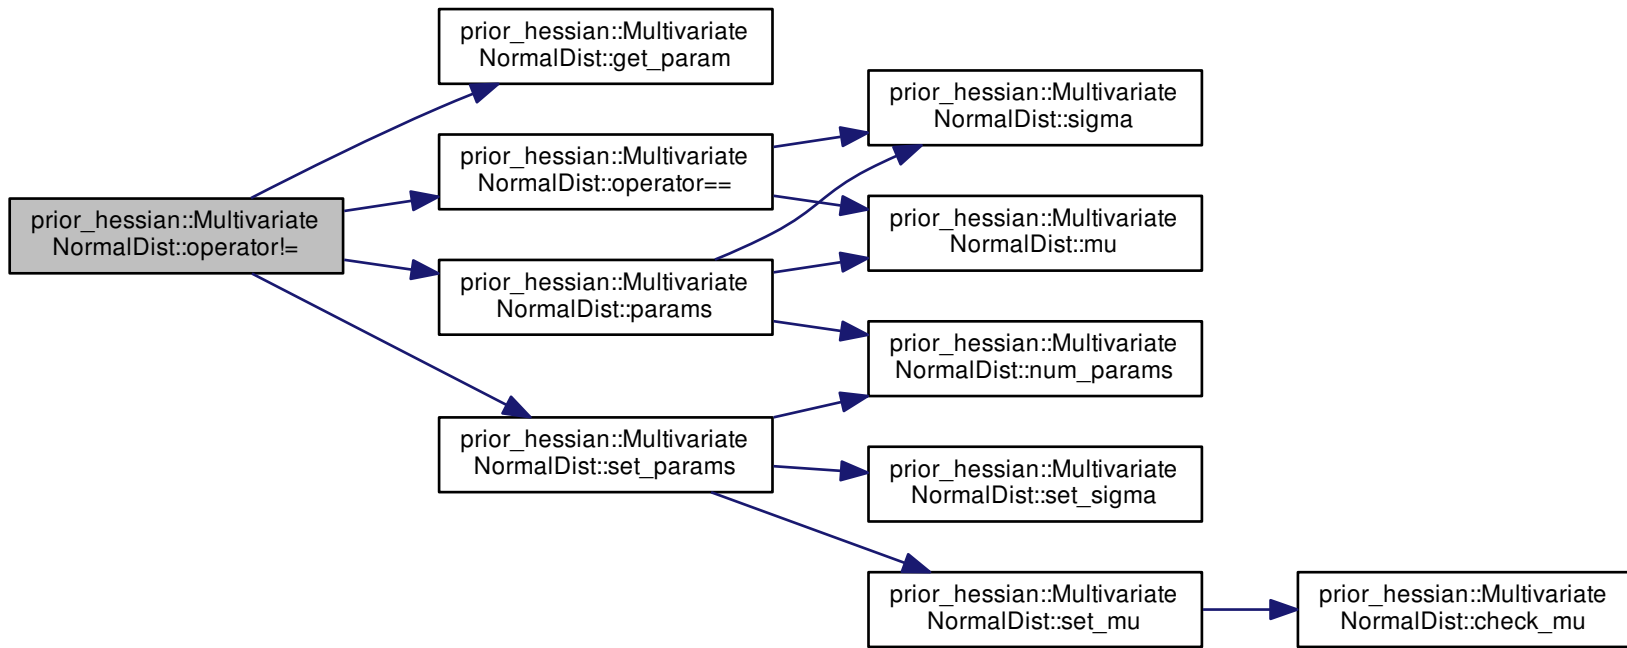 prior_hessian::Multivariate
NormalDist::get_param
prior_hessian::Multivariate
NormalDist::sigma
prior_hessian::Multivariate
NormalDist::operator==
prior_hessian::Multivariate
NormalDist::operator!=
prior_hessian::Multivariate
NormalDist::mu
prior_hessian::Multivariate
NormalDist::params
prior_hessian::Multivariate
NormalDist::num_params
prior_hessian::Multivariate
NormalDist::set_params
prior_hessian::Multivariate
NormalDist::set_sigma
prior_hessian::Multivariate
NormalDist::set_mu
prior_hessian::Multivariate
NormalDist::check_mu